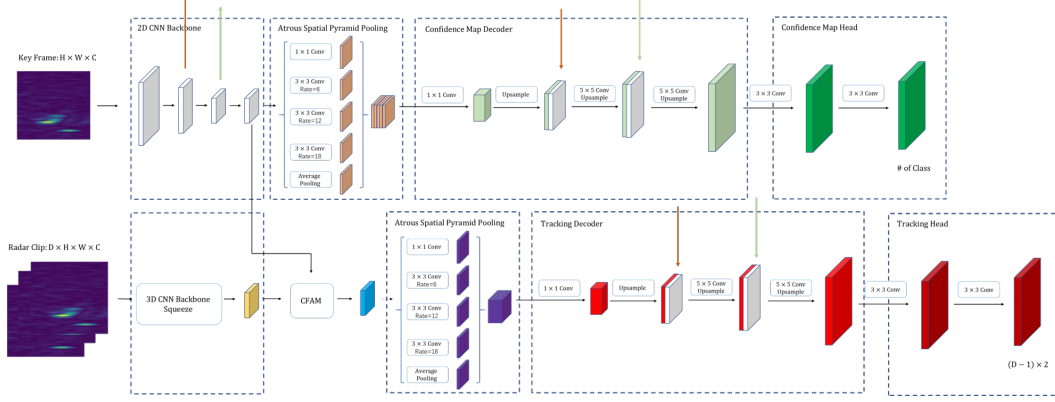 2D CNN Backbone
Atrous Spatial Pyramid Pooling
Confidence Map Decoder
Confidence Map Head
Key Frame: H × W × C
1 × 1 Conv
3 × 3 Conv
Rate=6
3 × 3 Conv
Rate=12
3 × 3 Conv
Rate=18
Average
Pooling
1 × 1 Conv
Upsample
5 × 5 Conv
Upsample
5 × 5 Conv
Upsample
3 × 3 Conv
3 × 3 Conv
# of Class
Radar Clip: D × H × W × C
3D CNN Backbone
Squeeze
CFAM
Atrous Spatial Pyramid Pooling
1 × 1 Conv
3 × 3 Conv
Rate=6
3 × 3 Conv
Rate=12
3 × 3 Conv
Rate=18
Average
Pooling
Tracking Decoder
1 × 1 Conv
Upsample
5 × 5 Conv
Upsample
5 × 5 Conv
Upsample
Tracking Head
3 × 3 Conv
3 × 3 Conv
(D − 1) × 2